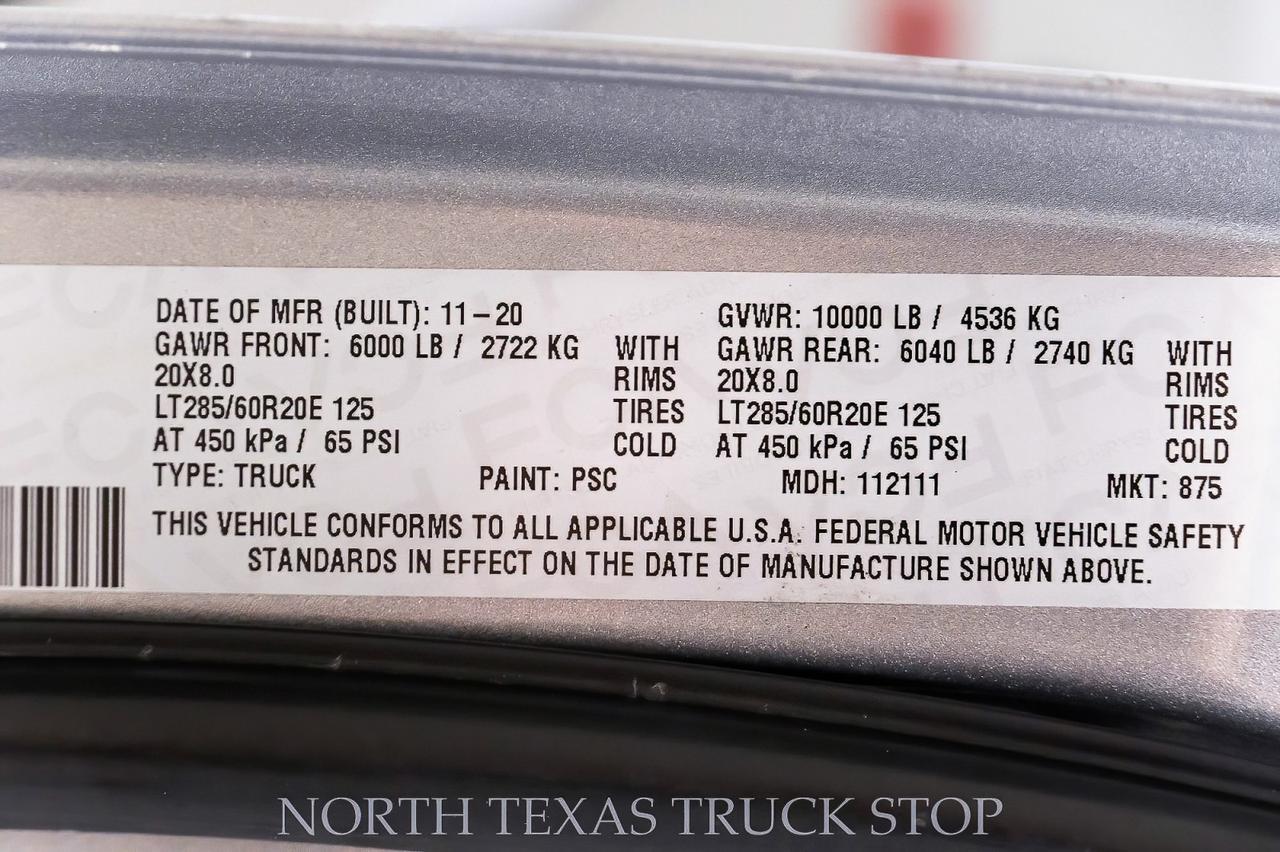 DATE OF MFR (BUILT): 11-20 GVWR: 10000 LB / 4536 KG
GAWR FRONT: 6000 LB / 2722 KG WITH GAWR REAR: 6040 LB / 2740 KG WITH
20X8.0 RIMS 20X8.0 RIMS
LT285/60R20E 125 TIRES LT285/60R20E 125 TIRES
AT 450 kPa / 65 PSI COLD AT 450 kPa / 65 PSI COLD
TYPE: TRUCK PAINT: PSC MDH: 112111 MKT: 875
THIS VEHICLE CONFORMS TO ALL APPLICABLE U.S.A. FEDERAL MOTOR VEHICLE SAFETY
STANDARDS IN EFFECT ON THE DATE OF MANUFACTURE SHOWN ABOVE.
NORTH TEXAS TRUCK STOP